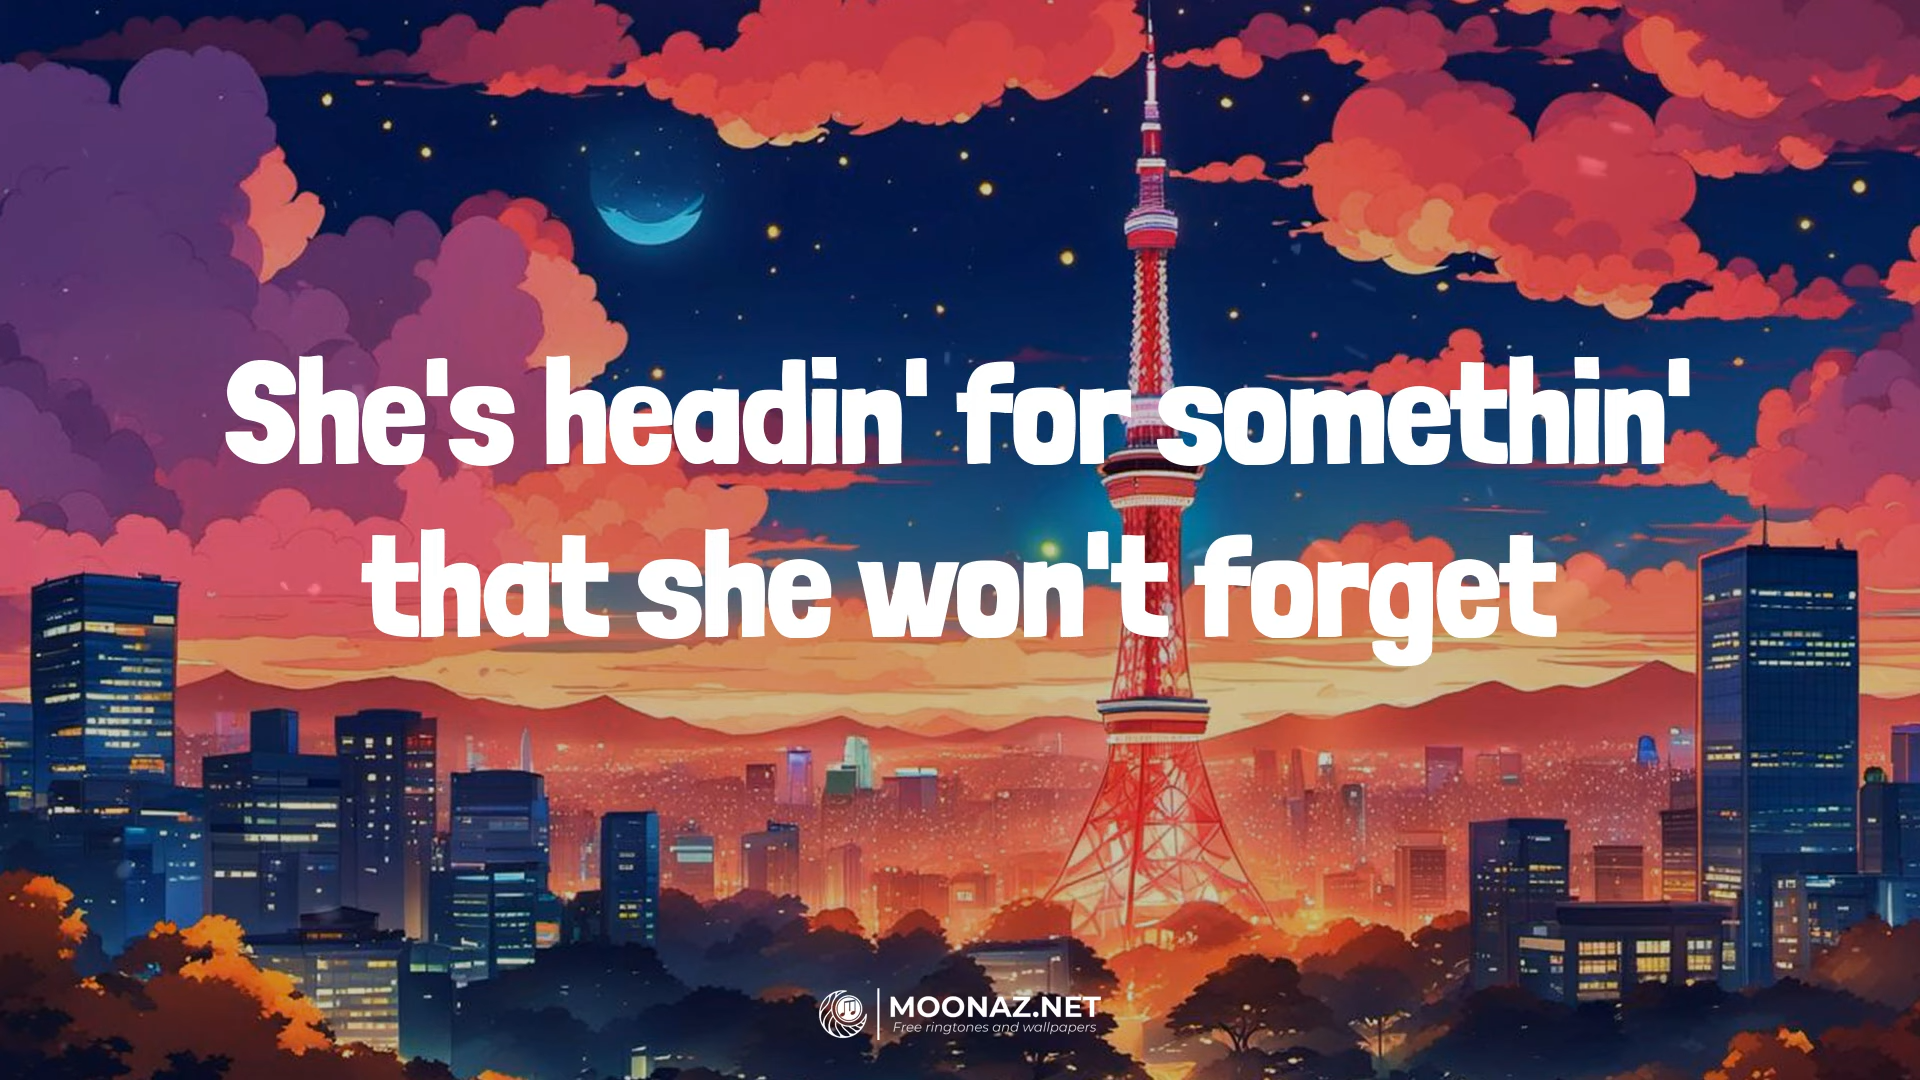 She's headin' for somethin'
that she won't forget
MOONAZ.NET
Free ringtones and wallpapers